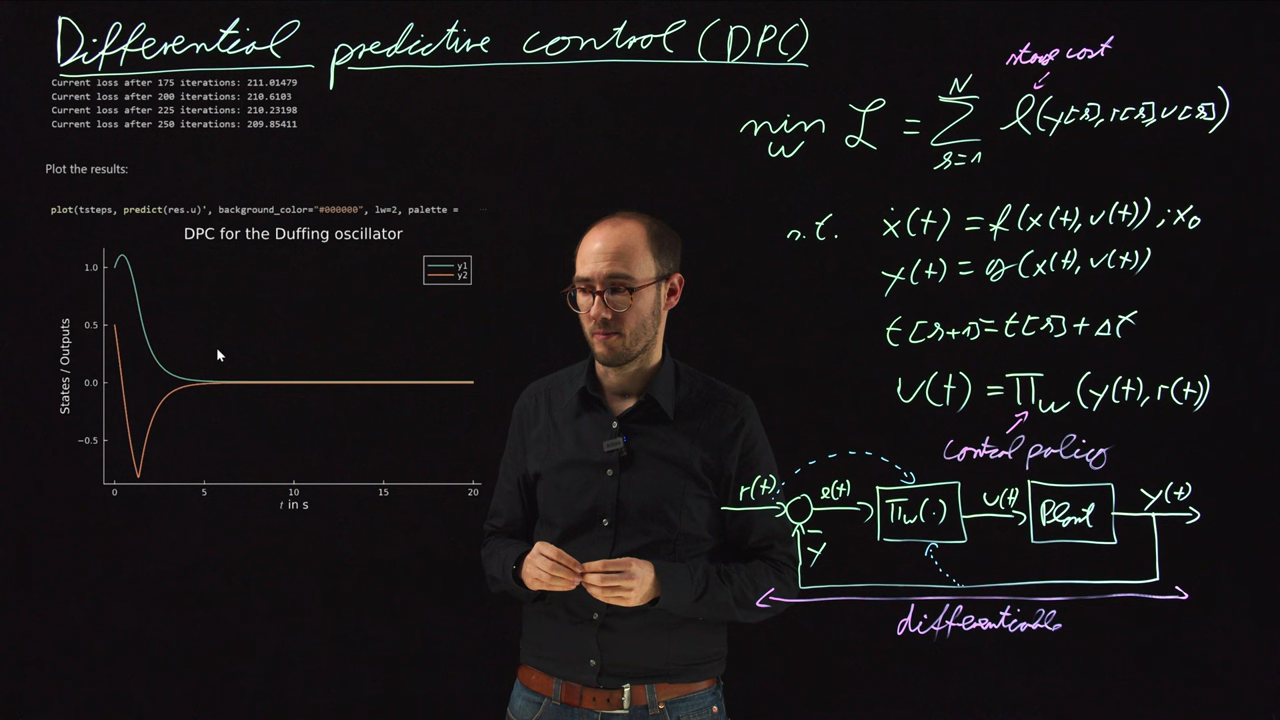 Differential predictive control (DPC)
Current loss after 175 iterations: 211.01479
Current loss after 200 iterations: 210.6103
Current loss after 225 iterations: 210.23198
Current loss after 250 iterations: 209.85411
Plot the results:
plot(tsteps, predict(res.u)', background_color="#000000", lw=2, palette =
DPC for the Duffing oscillator
y1
y2
1.0
0.5
0.0
−0.5
States / Outputs
0 5 10 15 20
t in s
stage cost
min_w L = ∑_{k=1}^{N} ℓ(y[k], r[k], u[k])
s.t. ẋ(t) = f(x(t), u(t)), x₀
y(t) = g(x(t), u(t))
t[k+1] = t[k] + Δt
u(t) = π_w(y(t), r(t))
control policy
r(t) e(t) π_w(·) u(t) Plant y(t)
− y
differentiable